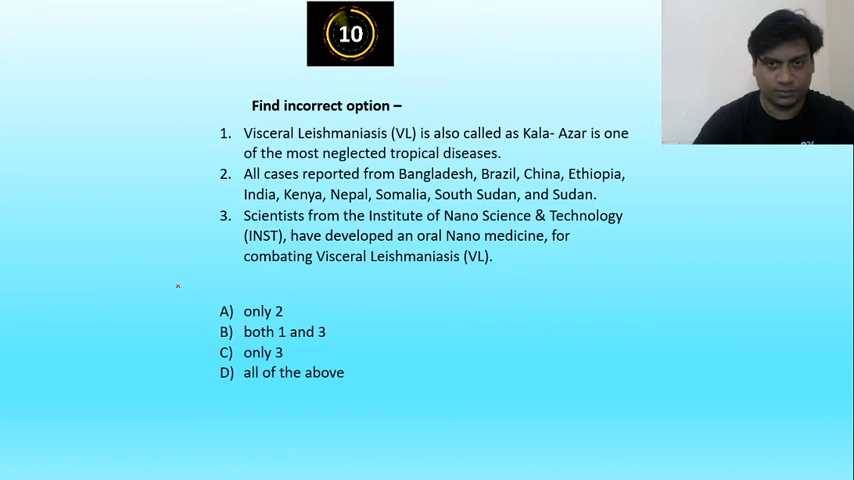 10
Find incorrect option –
1. Visceral Leishmaniasis (VL) is also called as Kala- Azar is one
of the most neglected tropical diseases.
2. All cases reported from Bangladesh, Brazil, China, Ethiopia,
India, Kenya, Nepal, Somalia, South Sudan, and Sudan.
3. Scientists from the Institute of Nano Science & Technology
(INST), have developed an oral Nano medicine, for
combating Visceral Leishmaniasis (VL).
A) only 2
B) both 1 and 3
C) only 3
D) all of the above